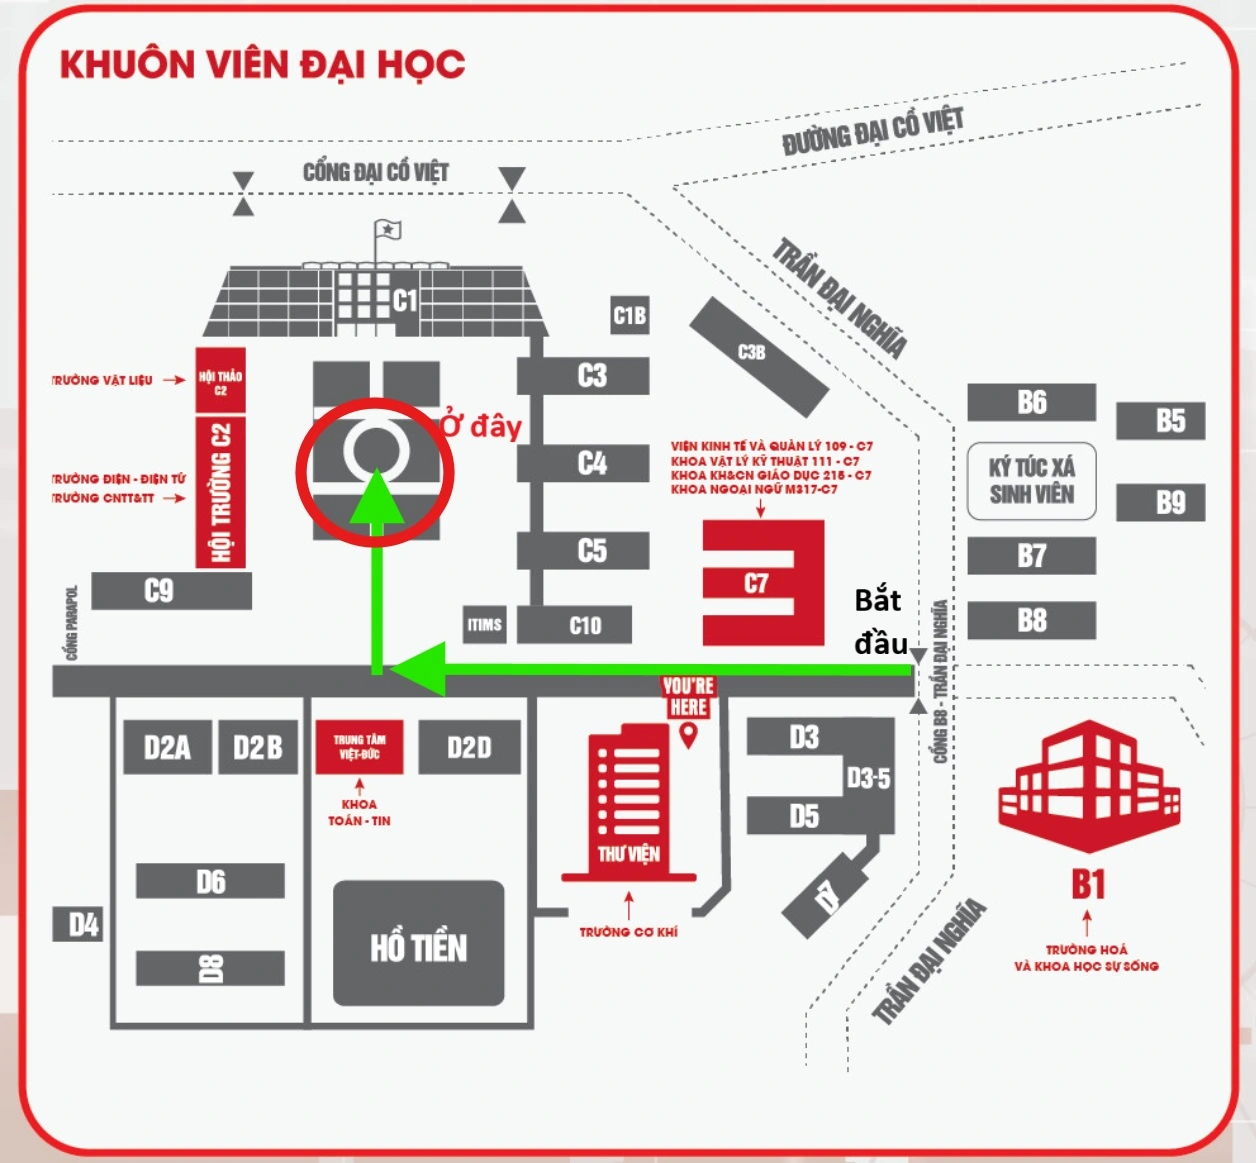 KHUÔN VIÊN ĐẠI HỌC
ĐƯỜNG ĐẠI CỒ VIỆT
CỔNG ĐẠI CỒ VIỆT
TRẦN ĐẠI NGHĨA
C1
C1B
C3B
C3
RƯỜNG VẬT LIỆU
HỘI THẢO
C2
B6
B5
Ở đây
HỘI TRƯỜNG C2
C4
VIỆN KINH TẾ VÀ QUẢN LÝ 109 - C7
KHOA VẬT LÝ KỸ THUẬT 111 - C7
KHOA KH&CN GIÁO DỤC 216 - C7
KHOA NGOẠI NGỮ M317-C7
KÝ TÚC XÁ
SINH VIÊN
RƯỜNG ĐIỆN - ĐIỆN TỬ
RƯỜNG CNTT&TT
B9
C5
B7
C9
C7
Bắt
đầu
CỔNG PARAPOL
ITIMS
C10
B8
CỔNG B8 - TRẦN ĐẠI NGHĨA
YOU'RE
HERE
D2A
D2B
TRUNG TÂM
VIỆT-ĐỨC
D2D
D3
D3-5
KHOA
TOÁN - TIN
D5
THƯ VIỆN
D6
D7
B1
D4
TRƯỜNG CƠ KHÍ
HỒ TIỀN
D8
TRẦN ĐẠI NGHĨA
TRƯỜNG HOÁ
VÀ KHOA HỌC SỰ SỐNG